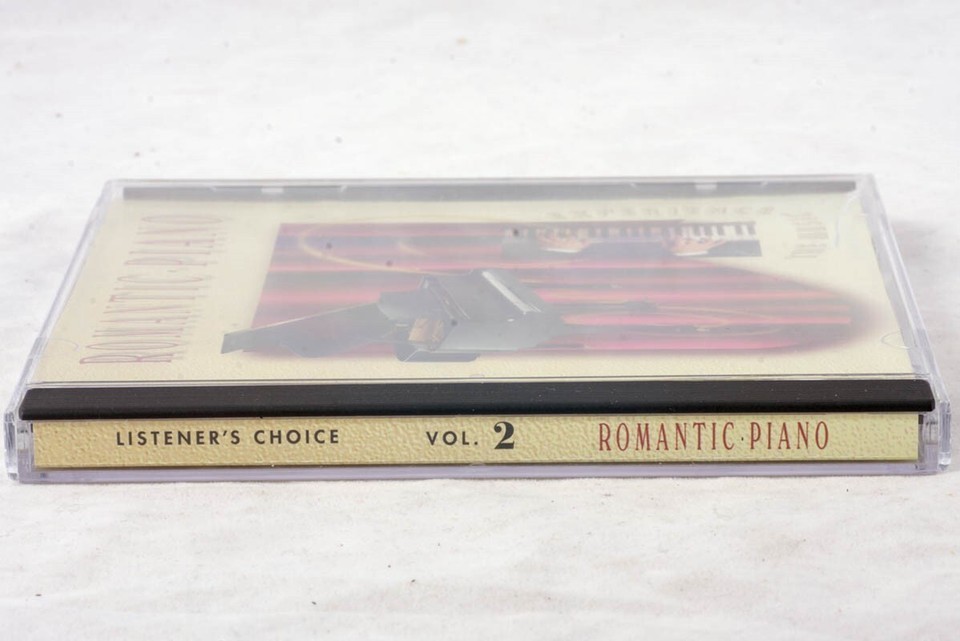 ROMANTIC·PIANO
LISTENER'S CHOICE VOL. 2 ROMANTIC·PIANO